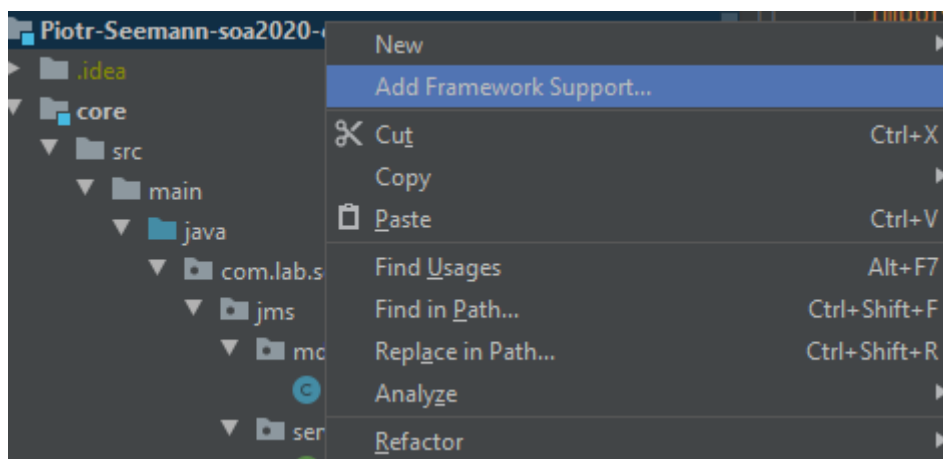 Piotr-Seemann-soa2020-
New
.idea
Add Framework Support...
core
Cut Ctrl+X
src
Copy
main
Paste Ctrl+V
java
Find Usages Alt+F7
com.lab.s
Find in Path... Ctrl+Shift+F
jms
Replace in Path... Ctrl+Shift+R
mo
C
Analyze
ser
Refactor